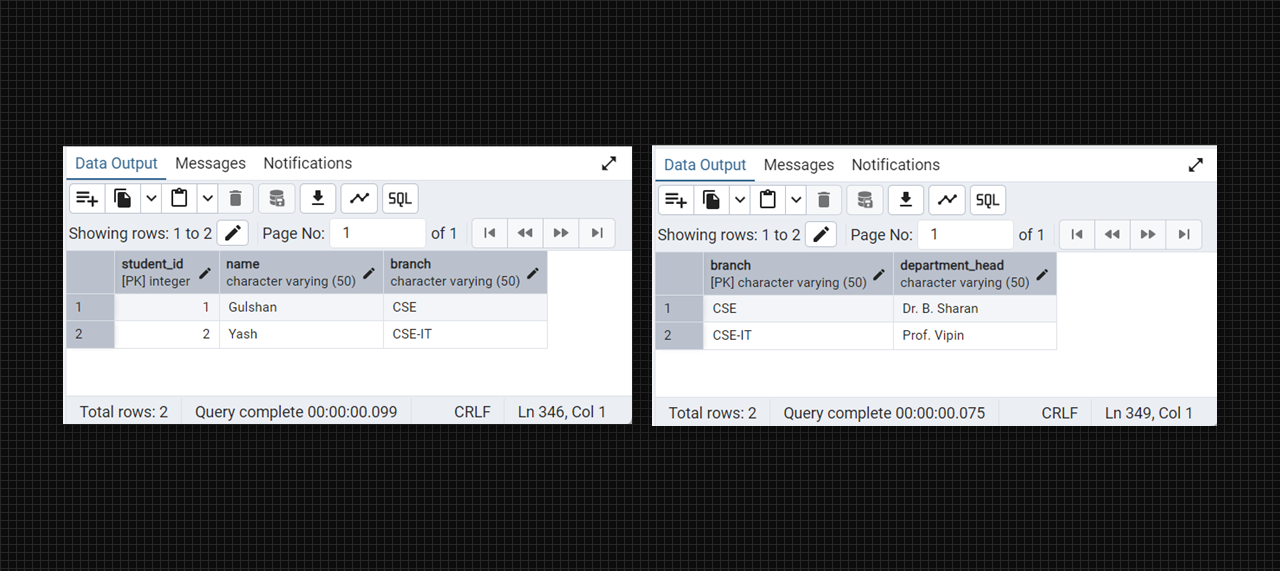 Data Output Messages Notifications
SQL
Showing rows: 1 to 2 Page No: 1 of 1
student_id name branch
[PK] integer character varying (50) character varying (50)
1 1 Gulshan CSE
2 2 Yash CSE-IT
Total rows: 2 Query complete 00:00:00.099 CRLF Ln 346, Col 1
Data Output Messages Notifications
SQL
Showing rows: 1 to 2 Page No: 1 of 1
branch department_head
[PK] character varying (50) character varying (50)
1 CSE Dr. B. Sharan
2 CSE-IT Prof. Vipin
Total rows: 2 Query complete 00:00:00.075 CRLF Ln 349, Col 1